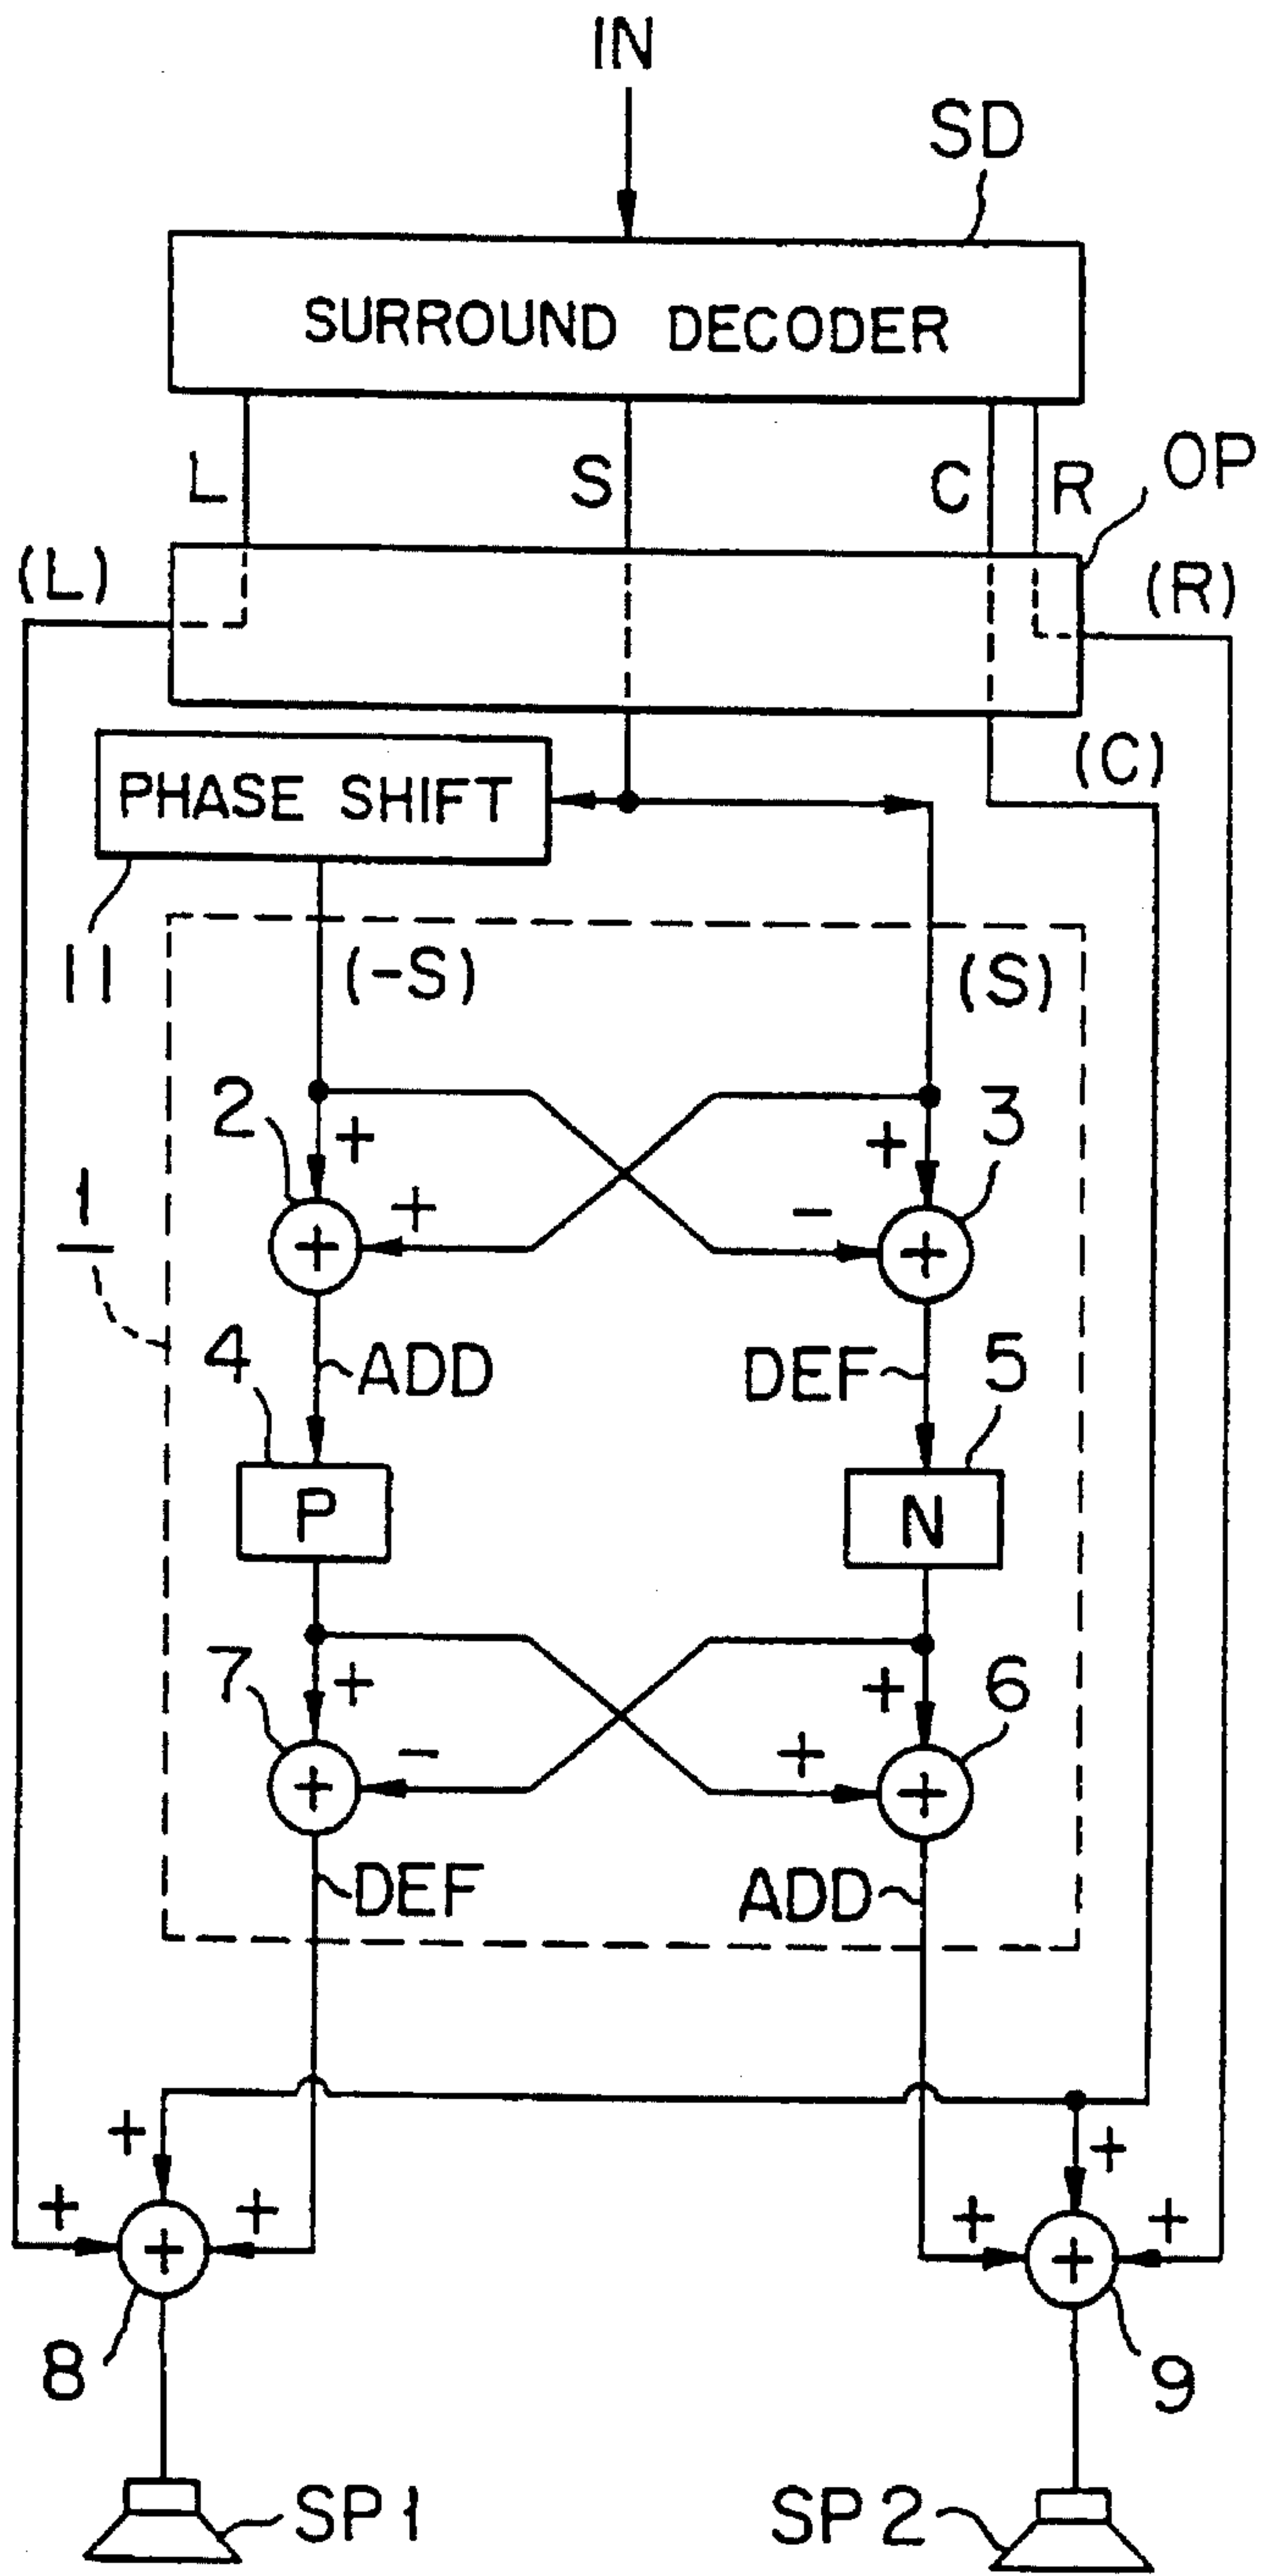 IN
SD
SURROUND DECODER
L S C R OP
(L) (R)
PHASE SHIFT (C)
11 (-S) (S)
2 + + 3
1 + - 
+ +
4 ADD DEF 5
P N
7 + + 6
- +
+ +
DEF ADD
+ +
+ + + +
+ +
8 9
SP1 SP2